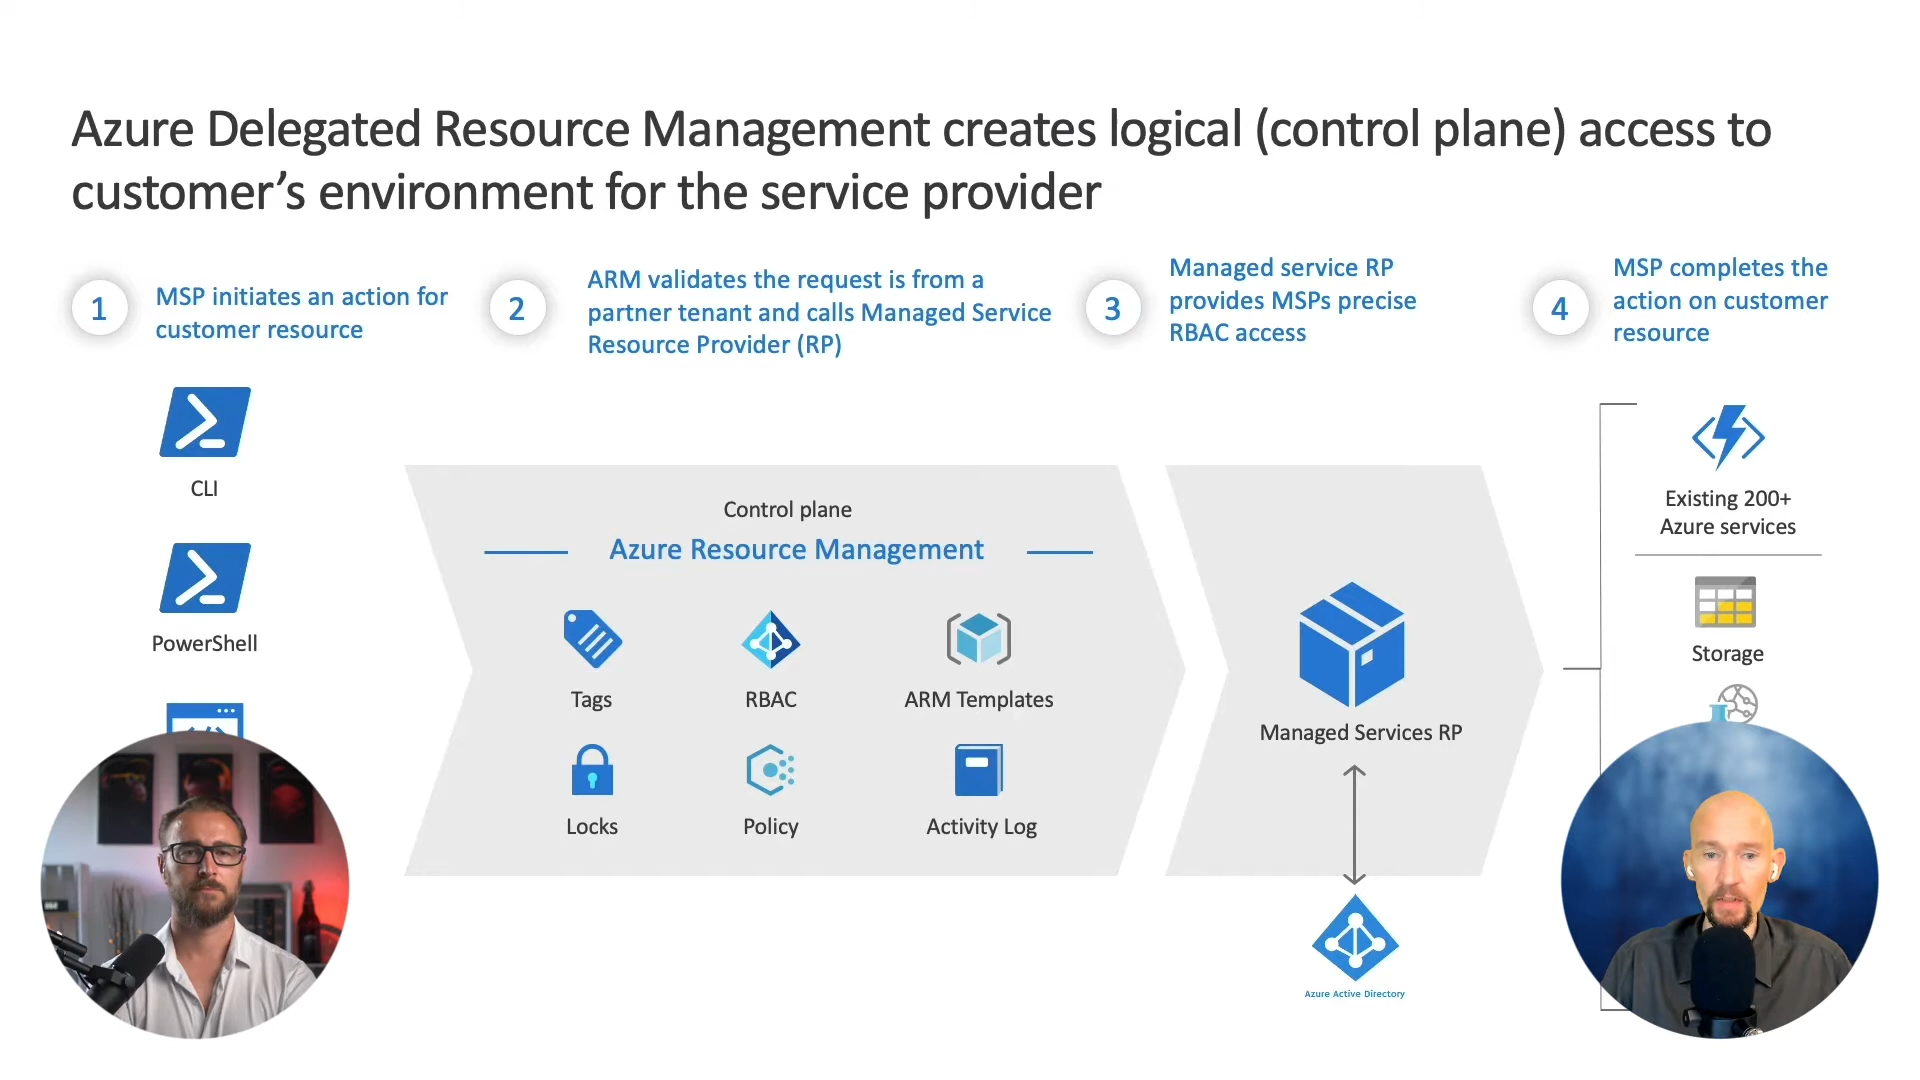 Azure Delegated Resource Management creates logical (control plane) access to
customer’s environment for the service provider
1
MSP initiates an action for
customer resource
2
ARM validates the request is from a
partner tenant and calls Managed Service
Resource Provider (RP)
3
Managed service RP
provides MSPs precise
RBAC access
4
MSP completes the
action on customer
resource
CLI
PowerShell
Control plane
Azure Resource Management
Tags
RBAC
ARM Templates
Locks
Policy
Activity Log
Managed Services RP
Azure Active Directory
Existing 200+
Azure services
Storage